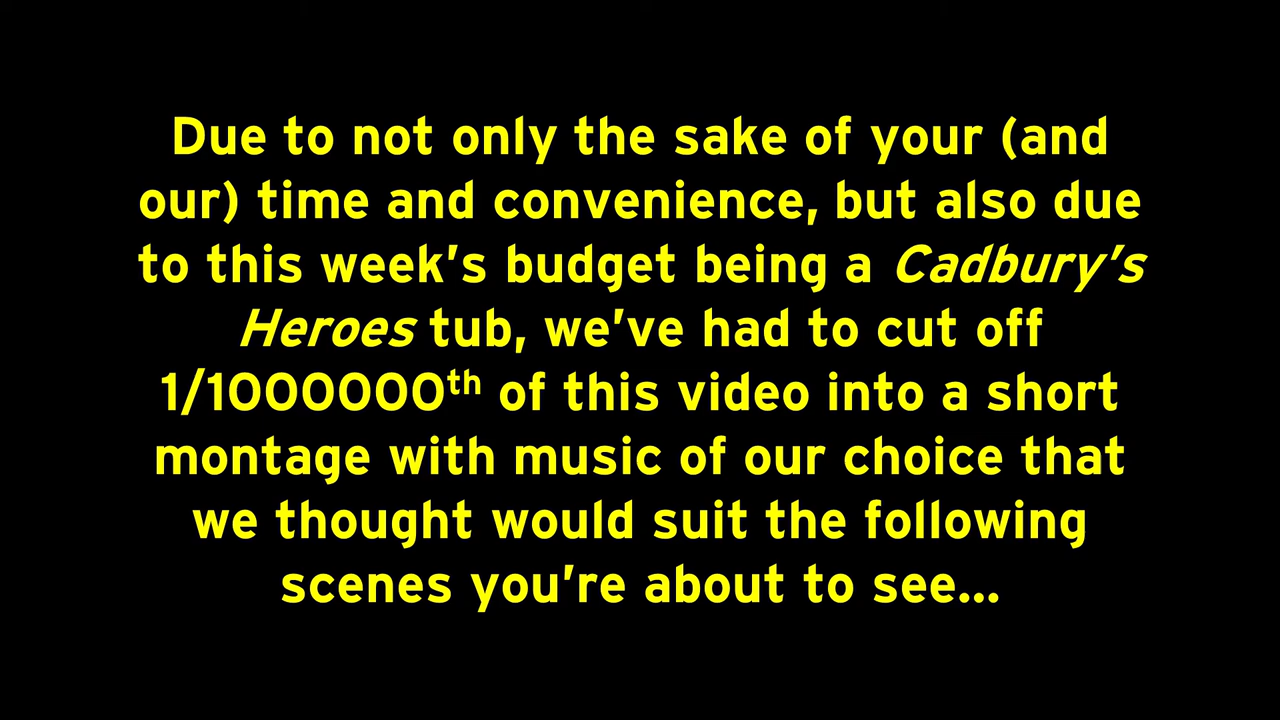 Due to not only the sake of your (and
our) time and convenience, but also due
to this week's budget being a Cadbury's
Heroes tub, we've had to cut off
1/1000000th of this video into a short
montage with music of our choice that
we thought would suit the following
scenes you're about to see...